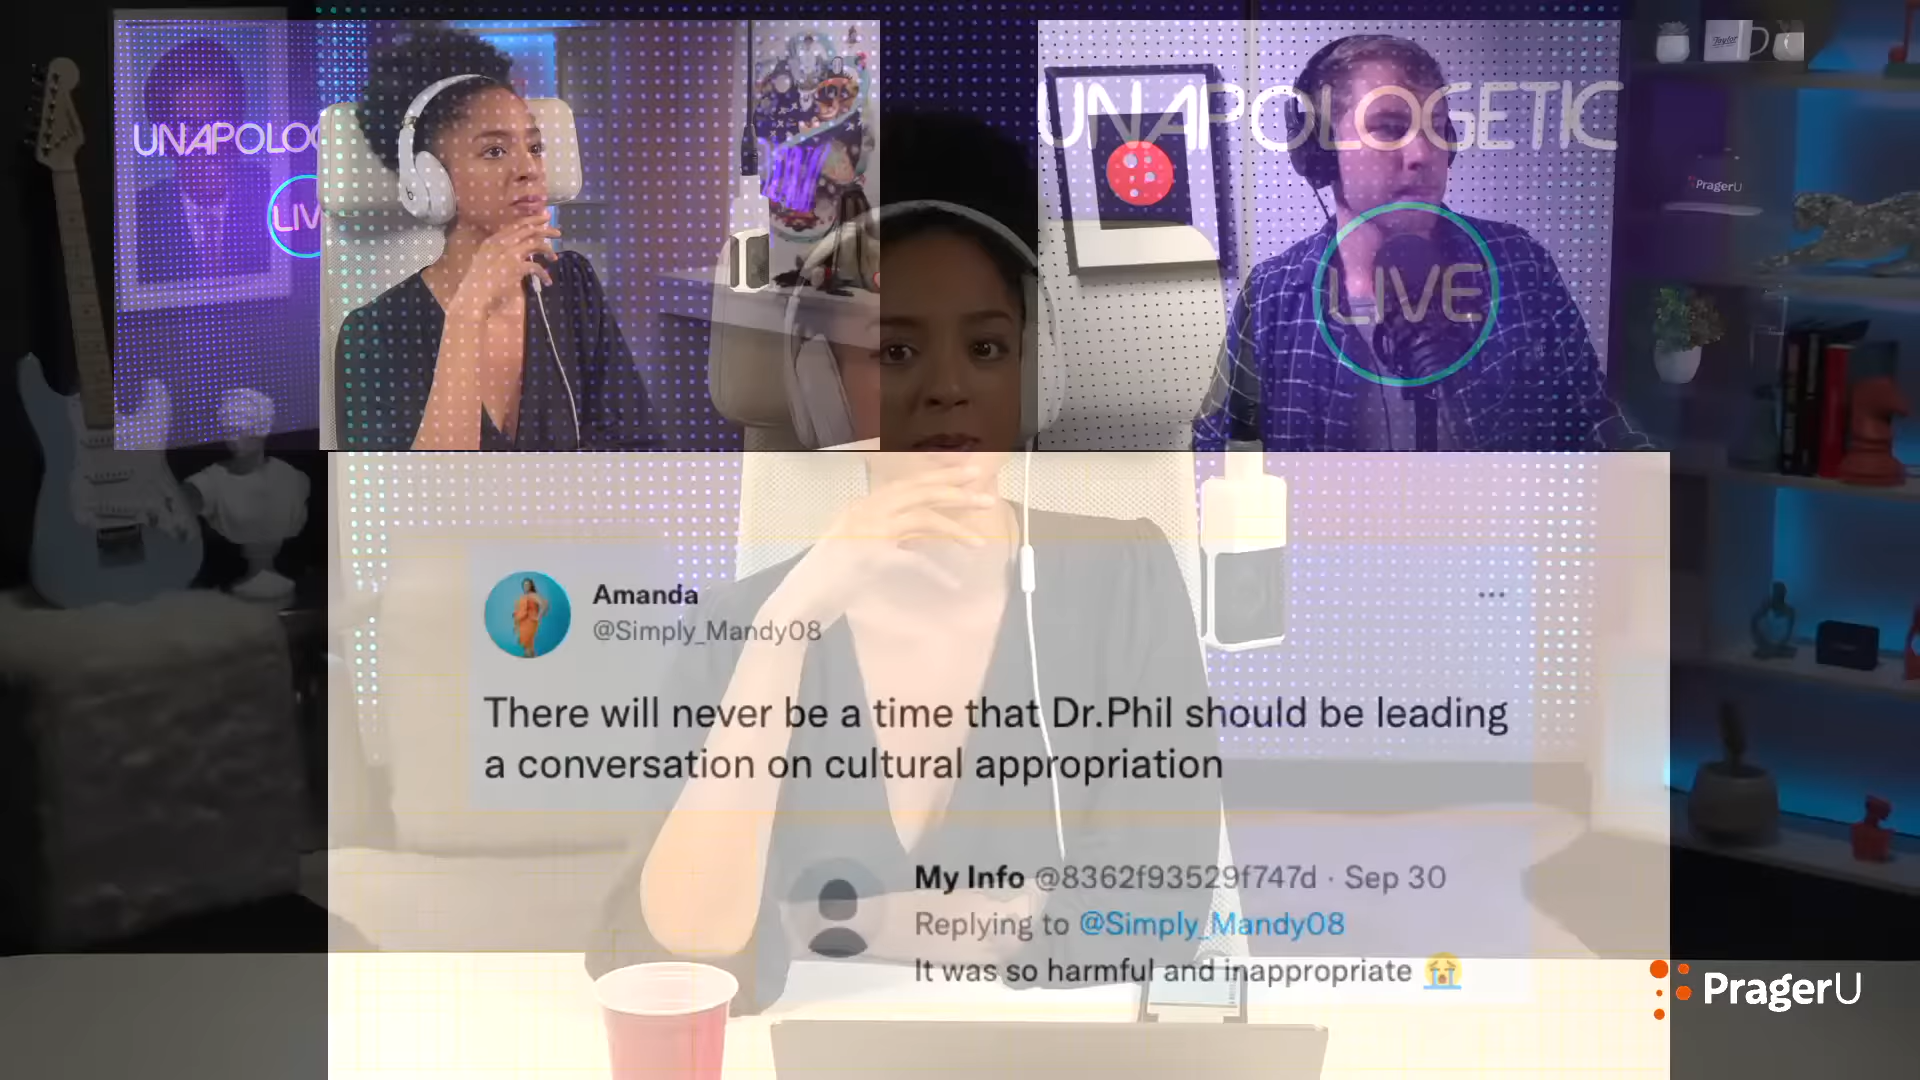 UNAPOLOG
LIV
UNAPOLOGETIC
LIVE
Taylor
PragerU
Amanda
@Simply_Mandy08
There will never be a time that Dr.Phil should be leading
a conversation on cultural appropriation
My Info @8362f93529f747d · Sep 30
Replying to @Simply_Mandy08
It was so harmful and inappropriate 😭
PragerU